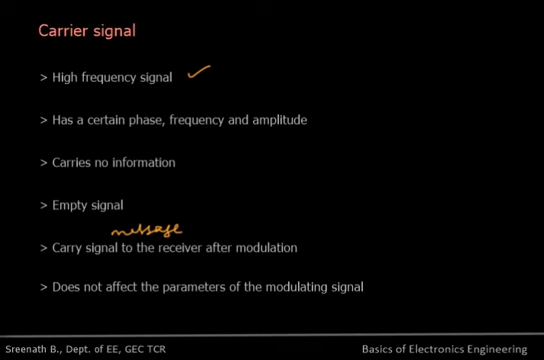 Carrier signal
> High frequency signal
> Has a certain phase, frequency and amplitude
> Carries no information
> Empty signal
message
> Carry signal to the receiver after modulation
> Does not affect the parameters of the modulating signal
Sreenath B., Dept. of EE, GEC TCR
Basics of Electronics Engineering